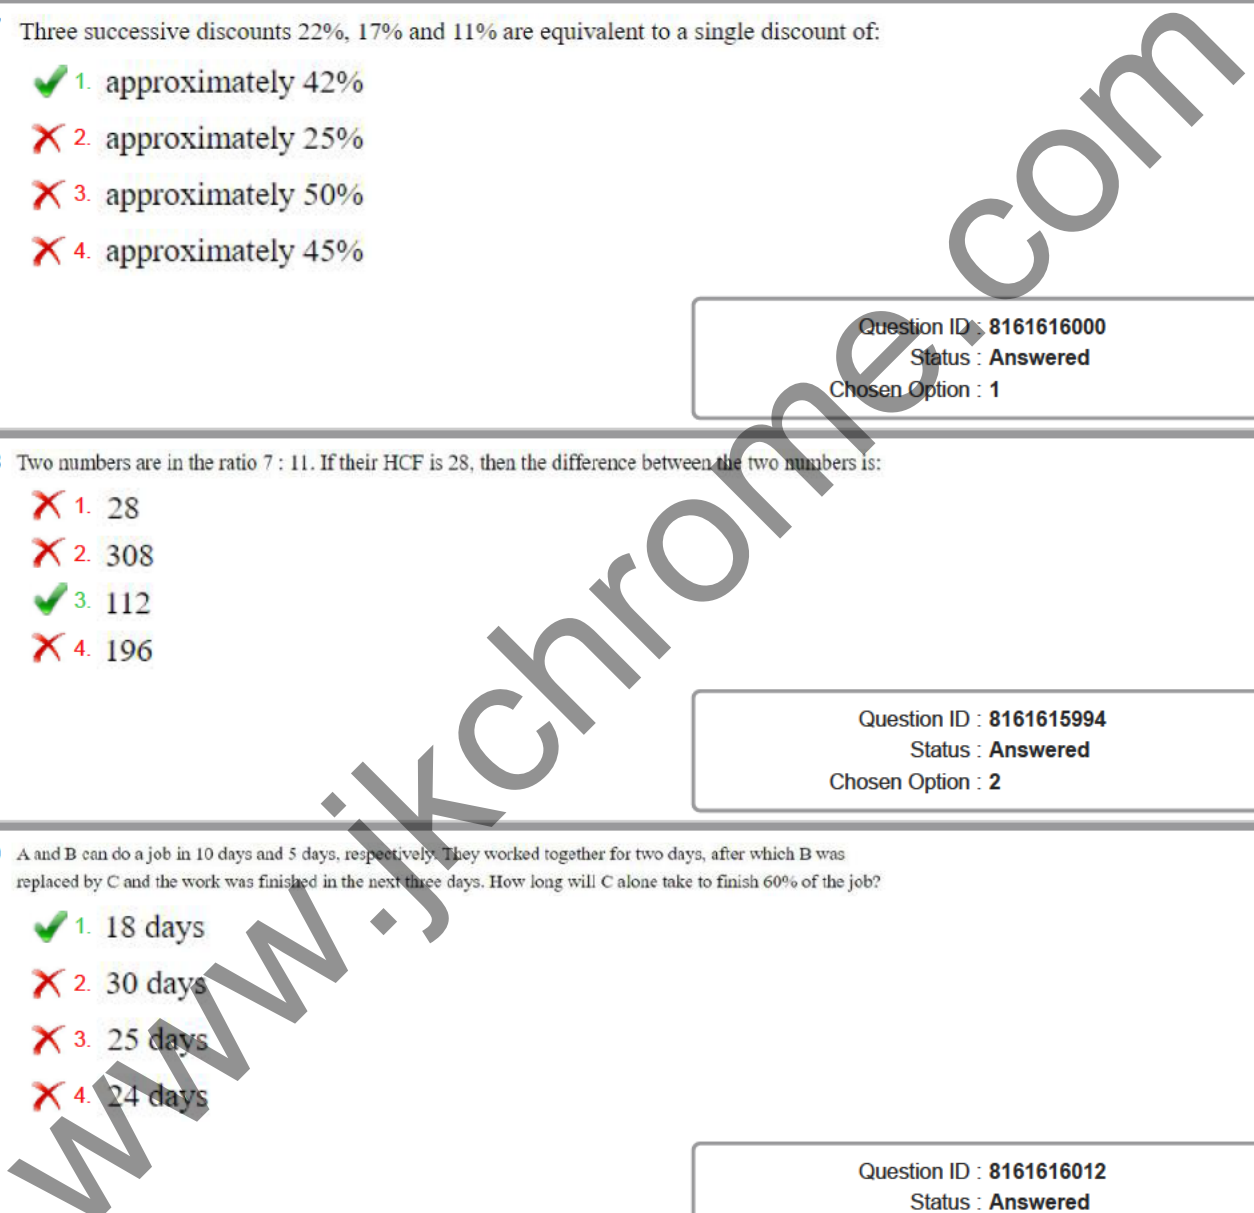 Three successive discounts 22%, 17% and 11% are equivalent to a single discount of:
1. approximately 42%
2. approximately 25%
3. approximately 50%
4. approximately 45%
Question ID : 8161616000
Status : Answered
Chosen Option : 1
Two numbers are in the ratio 7 : 11. If their HCF is 28, then the difference between the two numbers is:
1. 28
2. 308
3. 112
4. 196
Question ID : 8161615994
Status : Answered
Chosen Option : 2
A and B can do a job in 10 days and 5 days, respectively. They worked together for two days, after which B was
replaced by C and the work was finished in the next three days. How long will C alone take to finish 60% of the job?
1. 18 days
2. 30 days
3. 25 days
4. 24 days
Question ID : 8161616012
Status : Answered
www.jkchrome.com